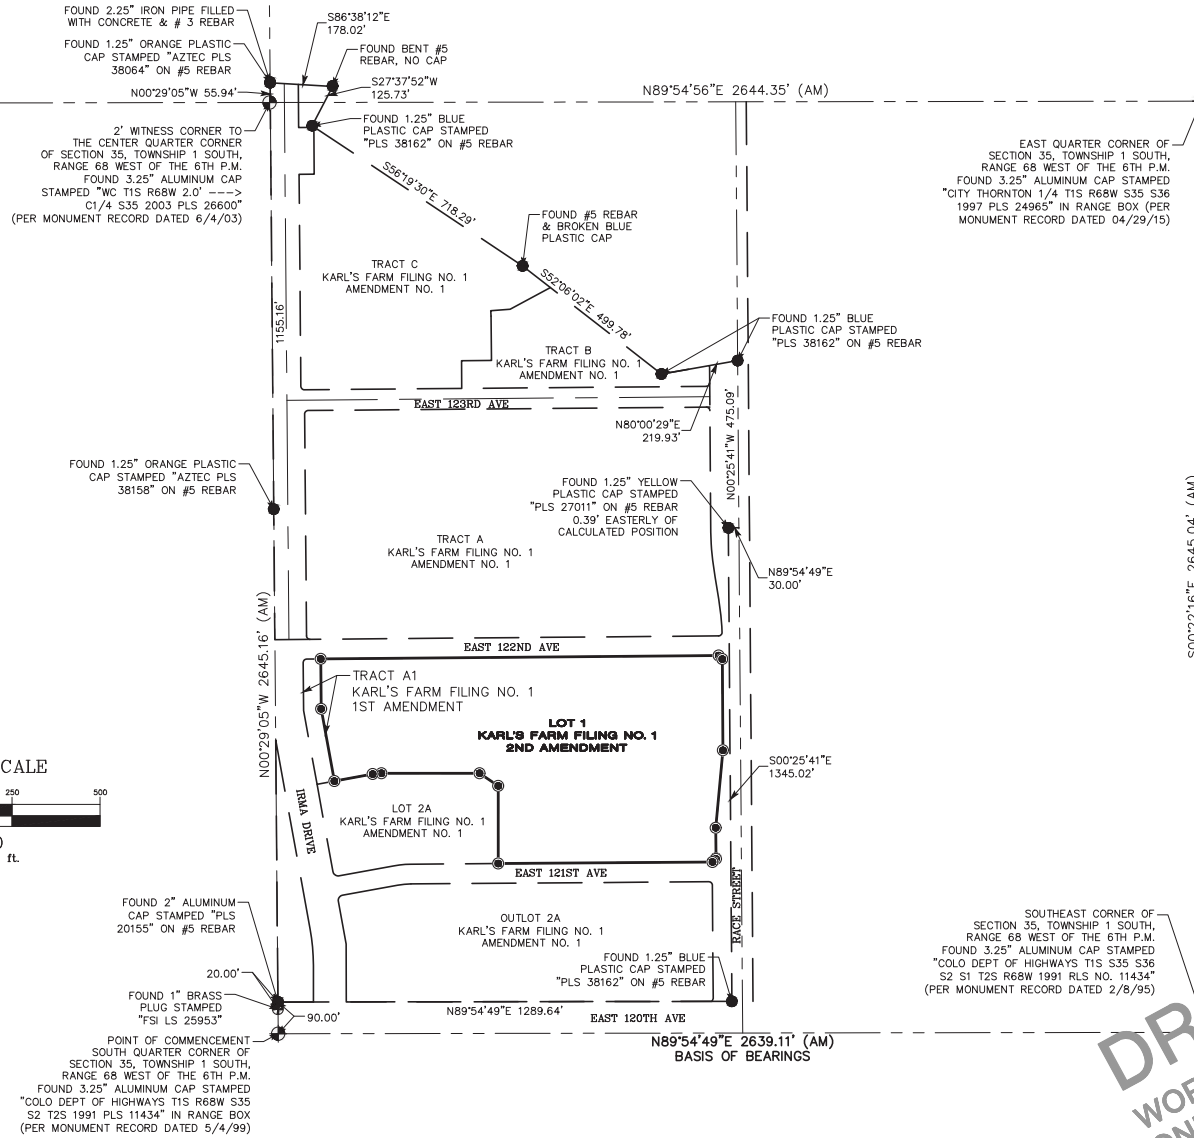 FOUND 2.25" IRON PIPE FILLED
WITH CONCRETE & # 3 REBAR
S86°38'12"E
178.02'
FOUND 1.25" ORANGE PLASTIC
CAP STAMPED "AZTEC PLS
38064" ON #5 REBAR
FOUND BENT #5
REBAR, NO CAP
S27°37'52"W
125.73'
N00°29'05"W 55.94'
N89°54'56"E 2644.35' (AM)
FOUND 1.25" BLUE
PLASTIC CAP STAMPED
"PLS 38162" ON #5 REBAR
2' WITNESS CORNER TO
THE CENTER QUARTER CORNER
OF SECTION 35, TOWNSHIP 1 SOUTH,
RANGE 68 WEST OF THE 6TH P.M.
FOUND 3.25" ALUMINUM CAP
STAMPED "WC T1S R68W 2.0' --->
C1/4 S35 2003 PLS 26600"
(PER MONUMENT RECORD DATED 6/4/03)
EAST QUARTER CORNER OF
SECTION 35, TOWNSHIP 1 SOUTH,
RANGE 68 WEST OF THE 6TH P.M.
FOUND 3.25" ALUMINUM CAP STAMPED
"CITY THORNTON 1/4 T1S R68W S35 S36
1997 PLS 24965" IN RANGE BOX (PER
MONUMENT RECORD DATED 04/29/15)
S56°19'30"E 718.29'
FOUND #5 REBAR
& BROKEN BLUE
PLASTIC CAP
TRACT C
KARL'S FARM FILING NO. 1
AMENDMENT NO. 1
S52°06'02"E 499.78'
1155.16'
FOUND 1.25" BLUE
PLASTIC CAP STAMPED
"PLS 38162" ON #5 REBAR
TRACT B
KARL'S FARM FILING NO. 1
AMENDMENT NO. 1
EAST 123RD AVE
N80°00'29"E
219.93'
N00°25'41"W 475.09'
FOUND 1.25" ORANGE PLASTIC
CAP STAMPED "AZTEC PLS
38158" ON #5 REBAR
FOUND 1.25" YELLOW
PLASTIC CAP STAMPED
"PLS 27011" ON #5 REBAR
0.39' EASTERLY OF
CALCULATED POSITION
TRACT A
KARL'S FARM FILING NO. 1
AMENDMENT NO. 1
N89°54'49"E
30.00'
S00°22'16"E 2645.04' (AM)
N00°29'05"W 2645.16' (AM)
EAST 122ND AVE
TRACT A1
KARL'S FARM FILING NO. 1
1ST AMENDMENT
LOT 1
KARL'S FARM FILING NO. 1
2ND AMENDMENT
S00°25'41"E
1345.02'
CALE
250
500
)
ft.
IRMA DRIVE
LOT 2A
KARL'S FARM FILING NO. 1
AMENDMENT NO. 1
EAST 121ST AVE
RACE STREET
FOUND 2" ALUMINUM
CAP STAMPED "PLS
20155" ON #5 REBAR
OUTLOT 2A
KARL'S FARM FILING NO. 1
AMENDMENT NO. 1
SOUTHEAST CORNER OF
SECTION 35, TOWNSHIP 1 SOUTH,
RANGE 68 WEST OF THE 6TH P.M.
FOUND 3.25" ALUMINUM CAP STAMPED
"COLO DEPT OF HIGHWAYS T1S S35 S36
S2 S1 T2S R68W 1991 RLS NO. 11434"
(PER MONUMENT RECORD DATED 2/8/95)
FOUND 1.25" BLUE
PLASTIC CAP STAMPED
"PLS 38162" ON #5 REBAR
20.00'
FOUND 1" BRASS
PLUG STAMPED
"FSI LS 25953"
90.00'
N89°54'49"E 1289.64'
EAST 120TH AVE
POINT OF COMMENCEMENT
SOUTH QUARTER CORNER OF
SECTION 35, TOWNSHIP 1 SOUTH,
RANGE 68 WEST OF THE 6TH P.M.
FOUND 3.25" ALUMINUM CAP STAMPED
"COLO DEPT OF HIGHWAYS T1S R68W S35
S2 T2S 1991 PLS 11434" IN RANGE BOX
(PER MONUMENT RECORD DATED 5/4/99)
N89°54'49"E 2639.11' (AM)
BASIS OF BEARINGS
DR
WOR